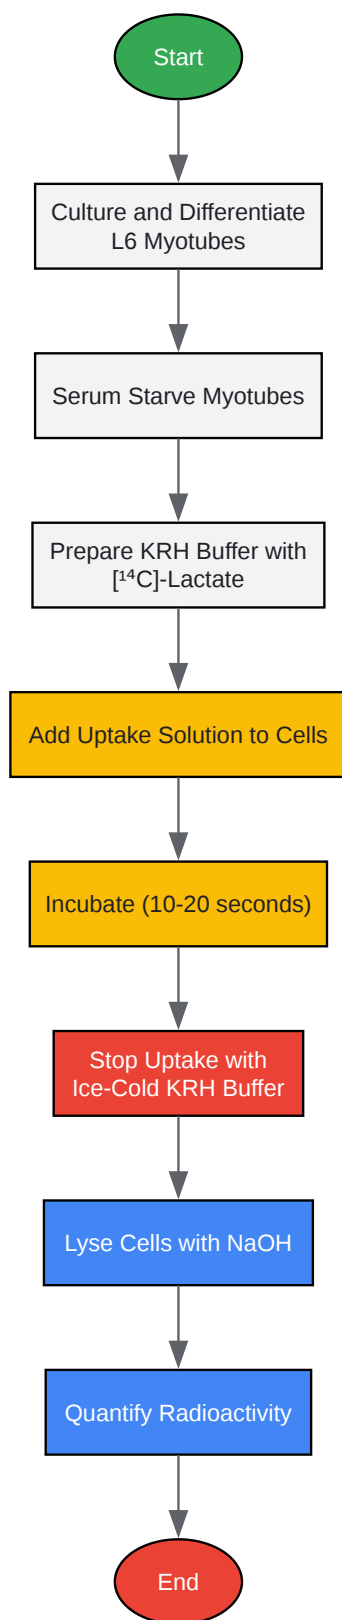 Start
Culture and Differentiate
L6 Myotubes
Serum Starve Myotubes
Prepare KRH Buffer with
[¹⁴C]-Lactate
Add Uptake Solution to Cells
Incubate (10-20 seconds)
Stop Uptake with
Ice-Cold KRH Buffer
Lyse Cells with NaOH
Quantify Radioactivity
End